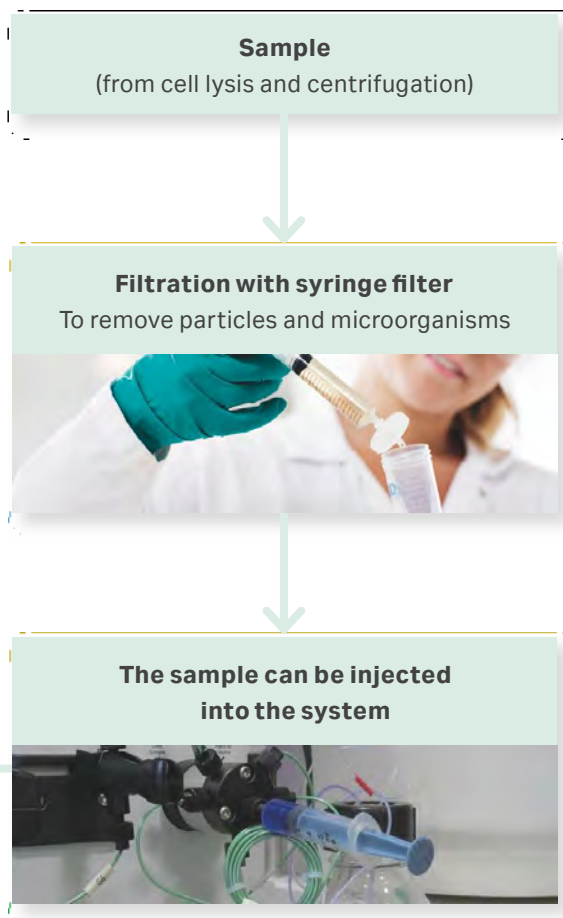 Sample
(from cell lysis and centrifugation)
Filtration with syringe filter
To remove particles and microorganisms
The sample can be injected
into the system